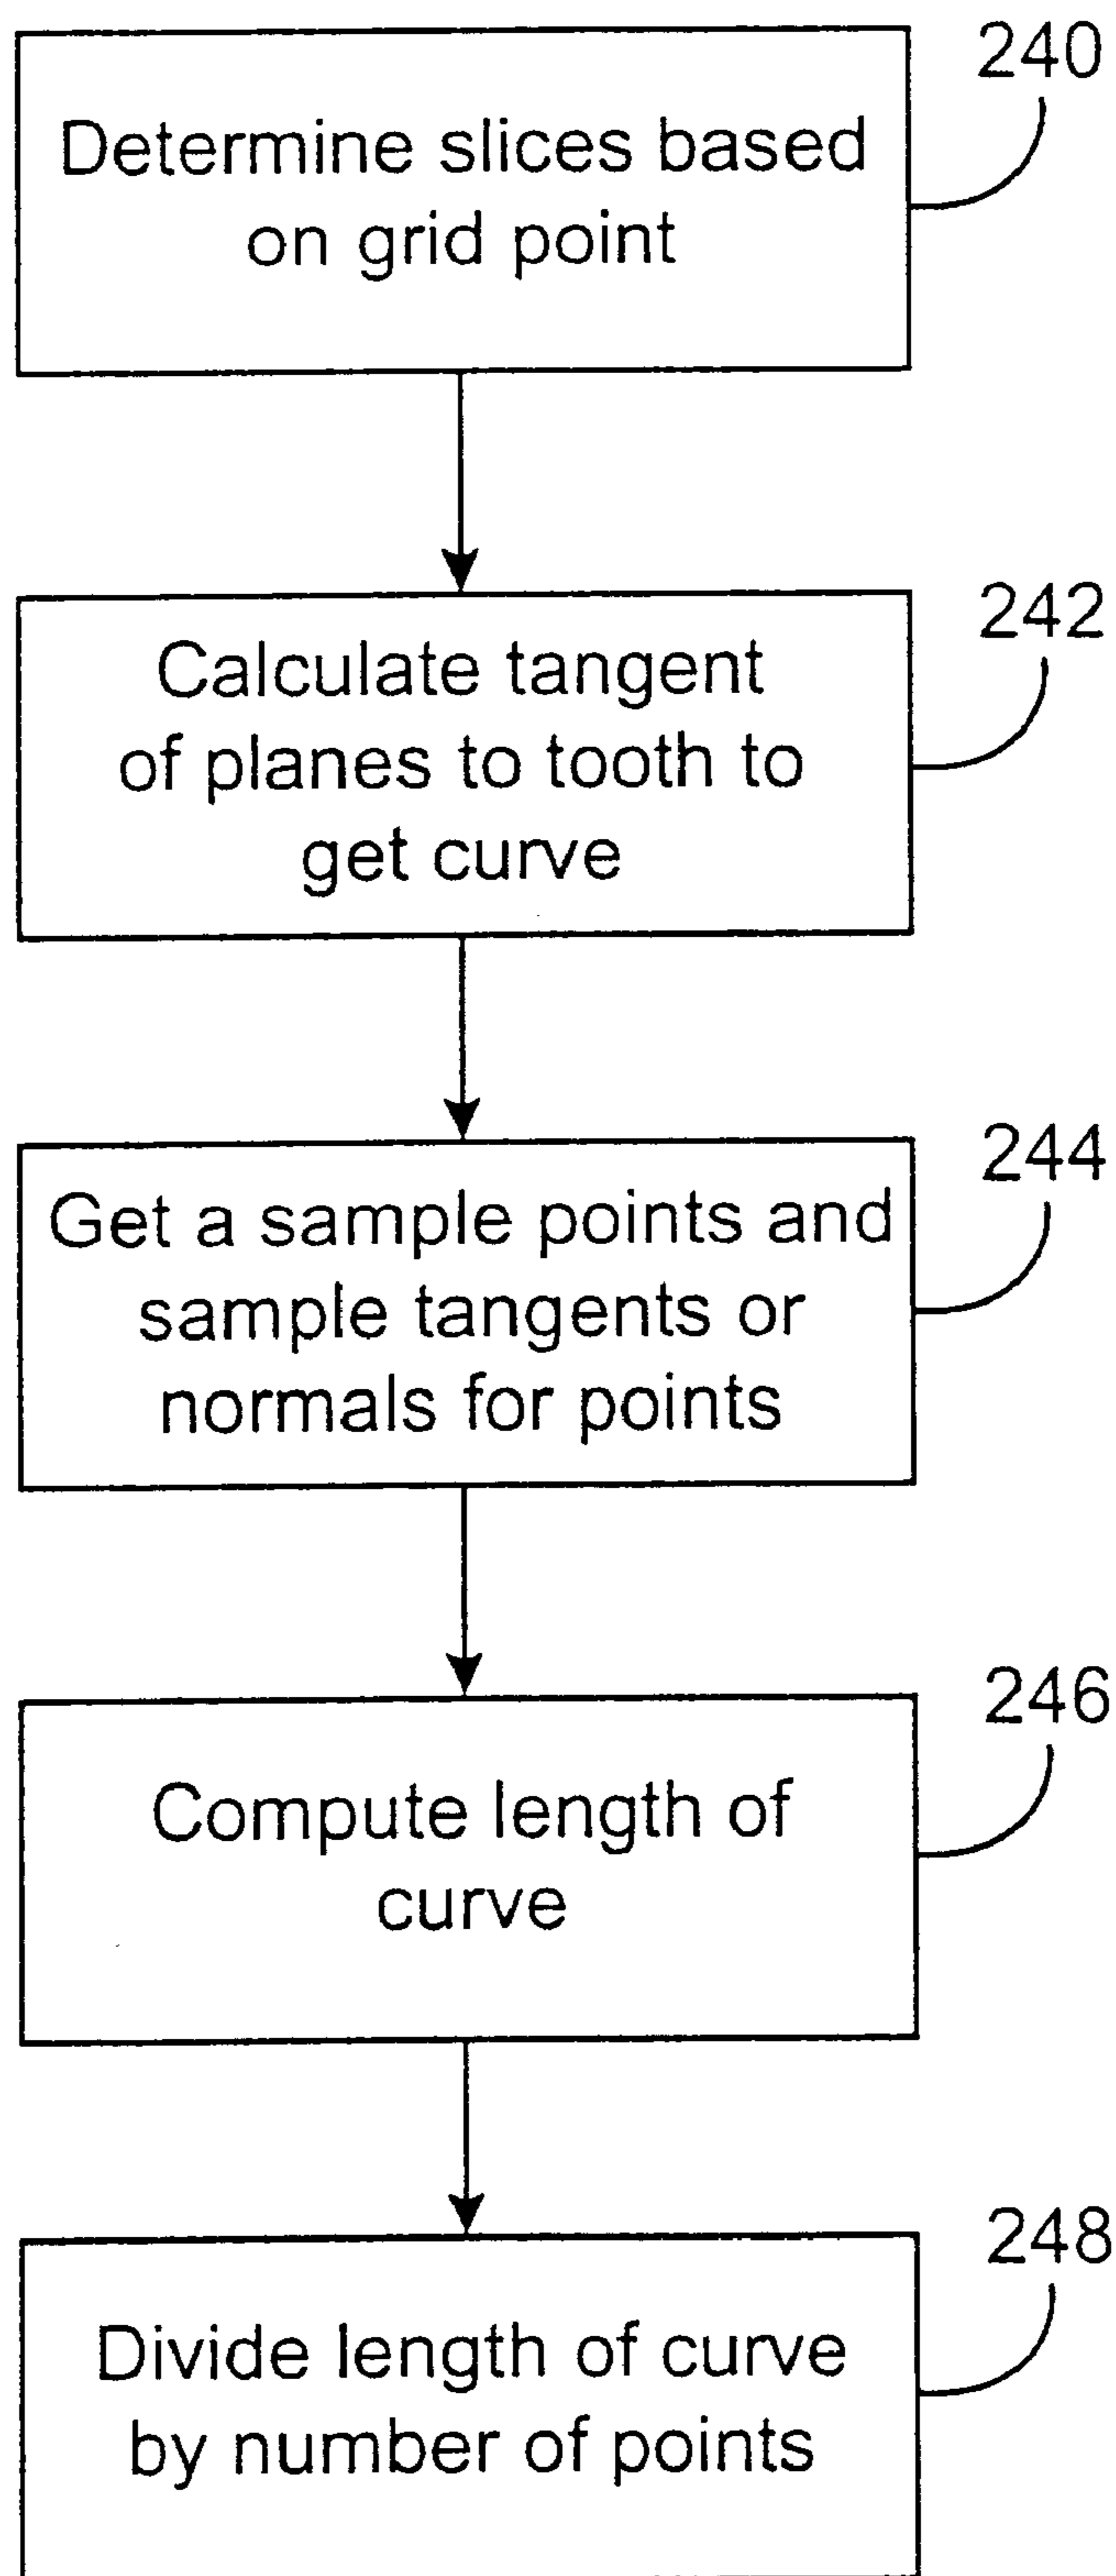 240
Determine slices based
on grid point
242
Calculate tangent
of planes to tooth to
get curve
244
Get a sample points and
sample tangents or
normals for points
246
Compute length of
curve
248
Divide length of curve
by number of points